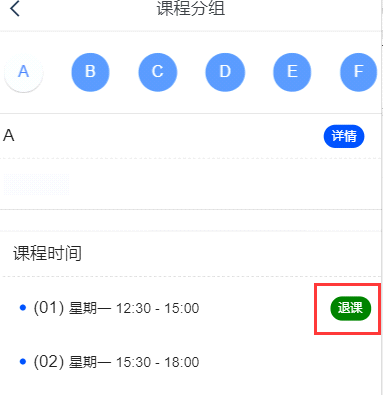 课程分组
A B C D E F
A 详情
课程时间
(01) 星期一 12:30 - 15:00 退课
(02) 星期一 15:30 - 18:00